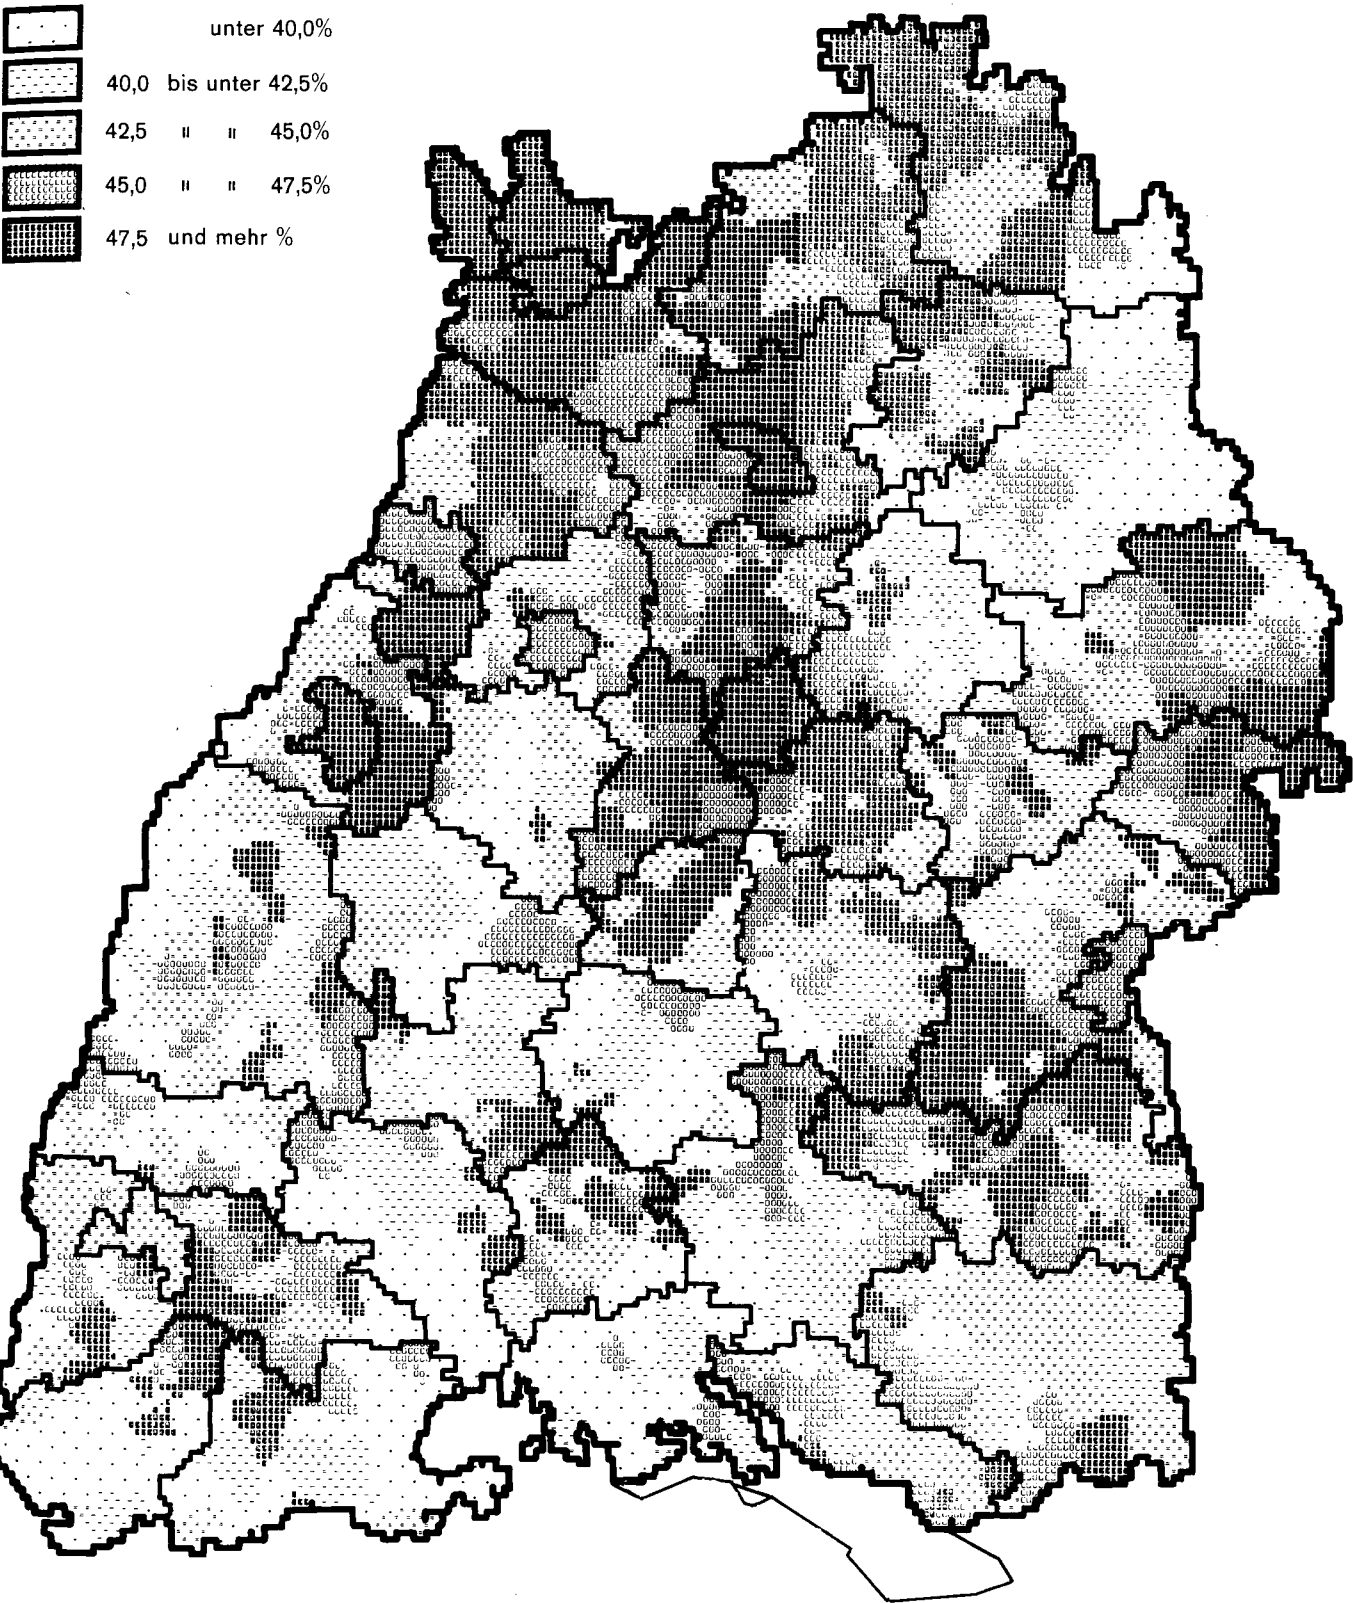 unter 40,0%
40,0 bis unter 42,5%
42,5 " " 45,0%
45,0 " " 47,5%
47,5 und mehr %